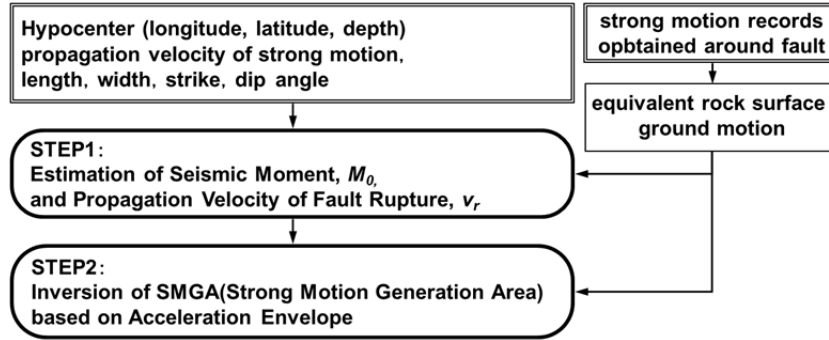 Hypocenter (longitude, latitude, depth)
propagation velocity of strong motion,
length, width, strike, dip angle
strong motion records
opbtained around fault
equivalent rock surface
ground motion
STEP1:
Estimation of Seismic Moment, M0,
and Propagation Velocity of Fault Rupture, vr
STEP2:
Inversion of SMGA(Strong Motion Generation Area)
based on Acceleration Envelope